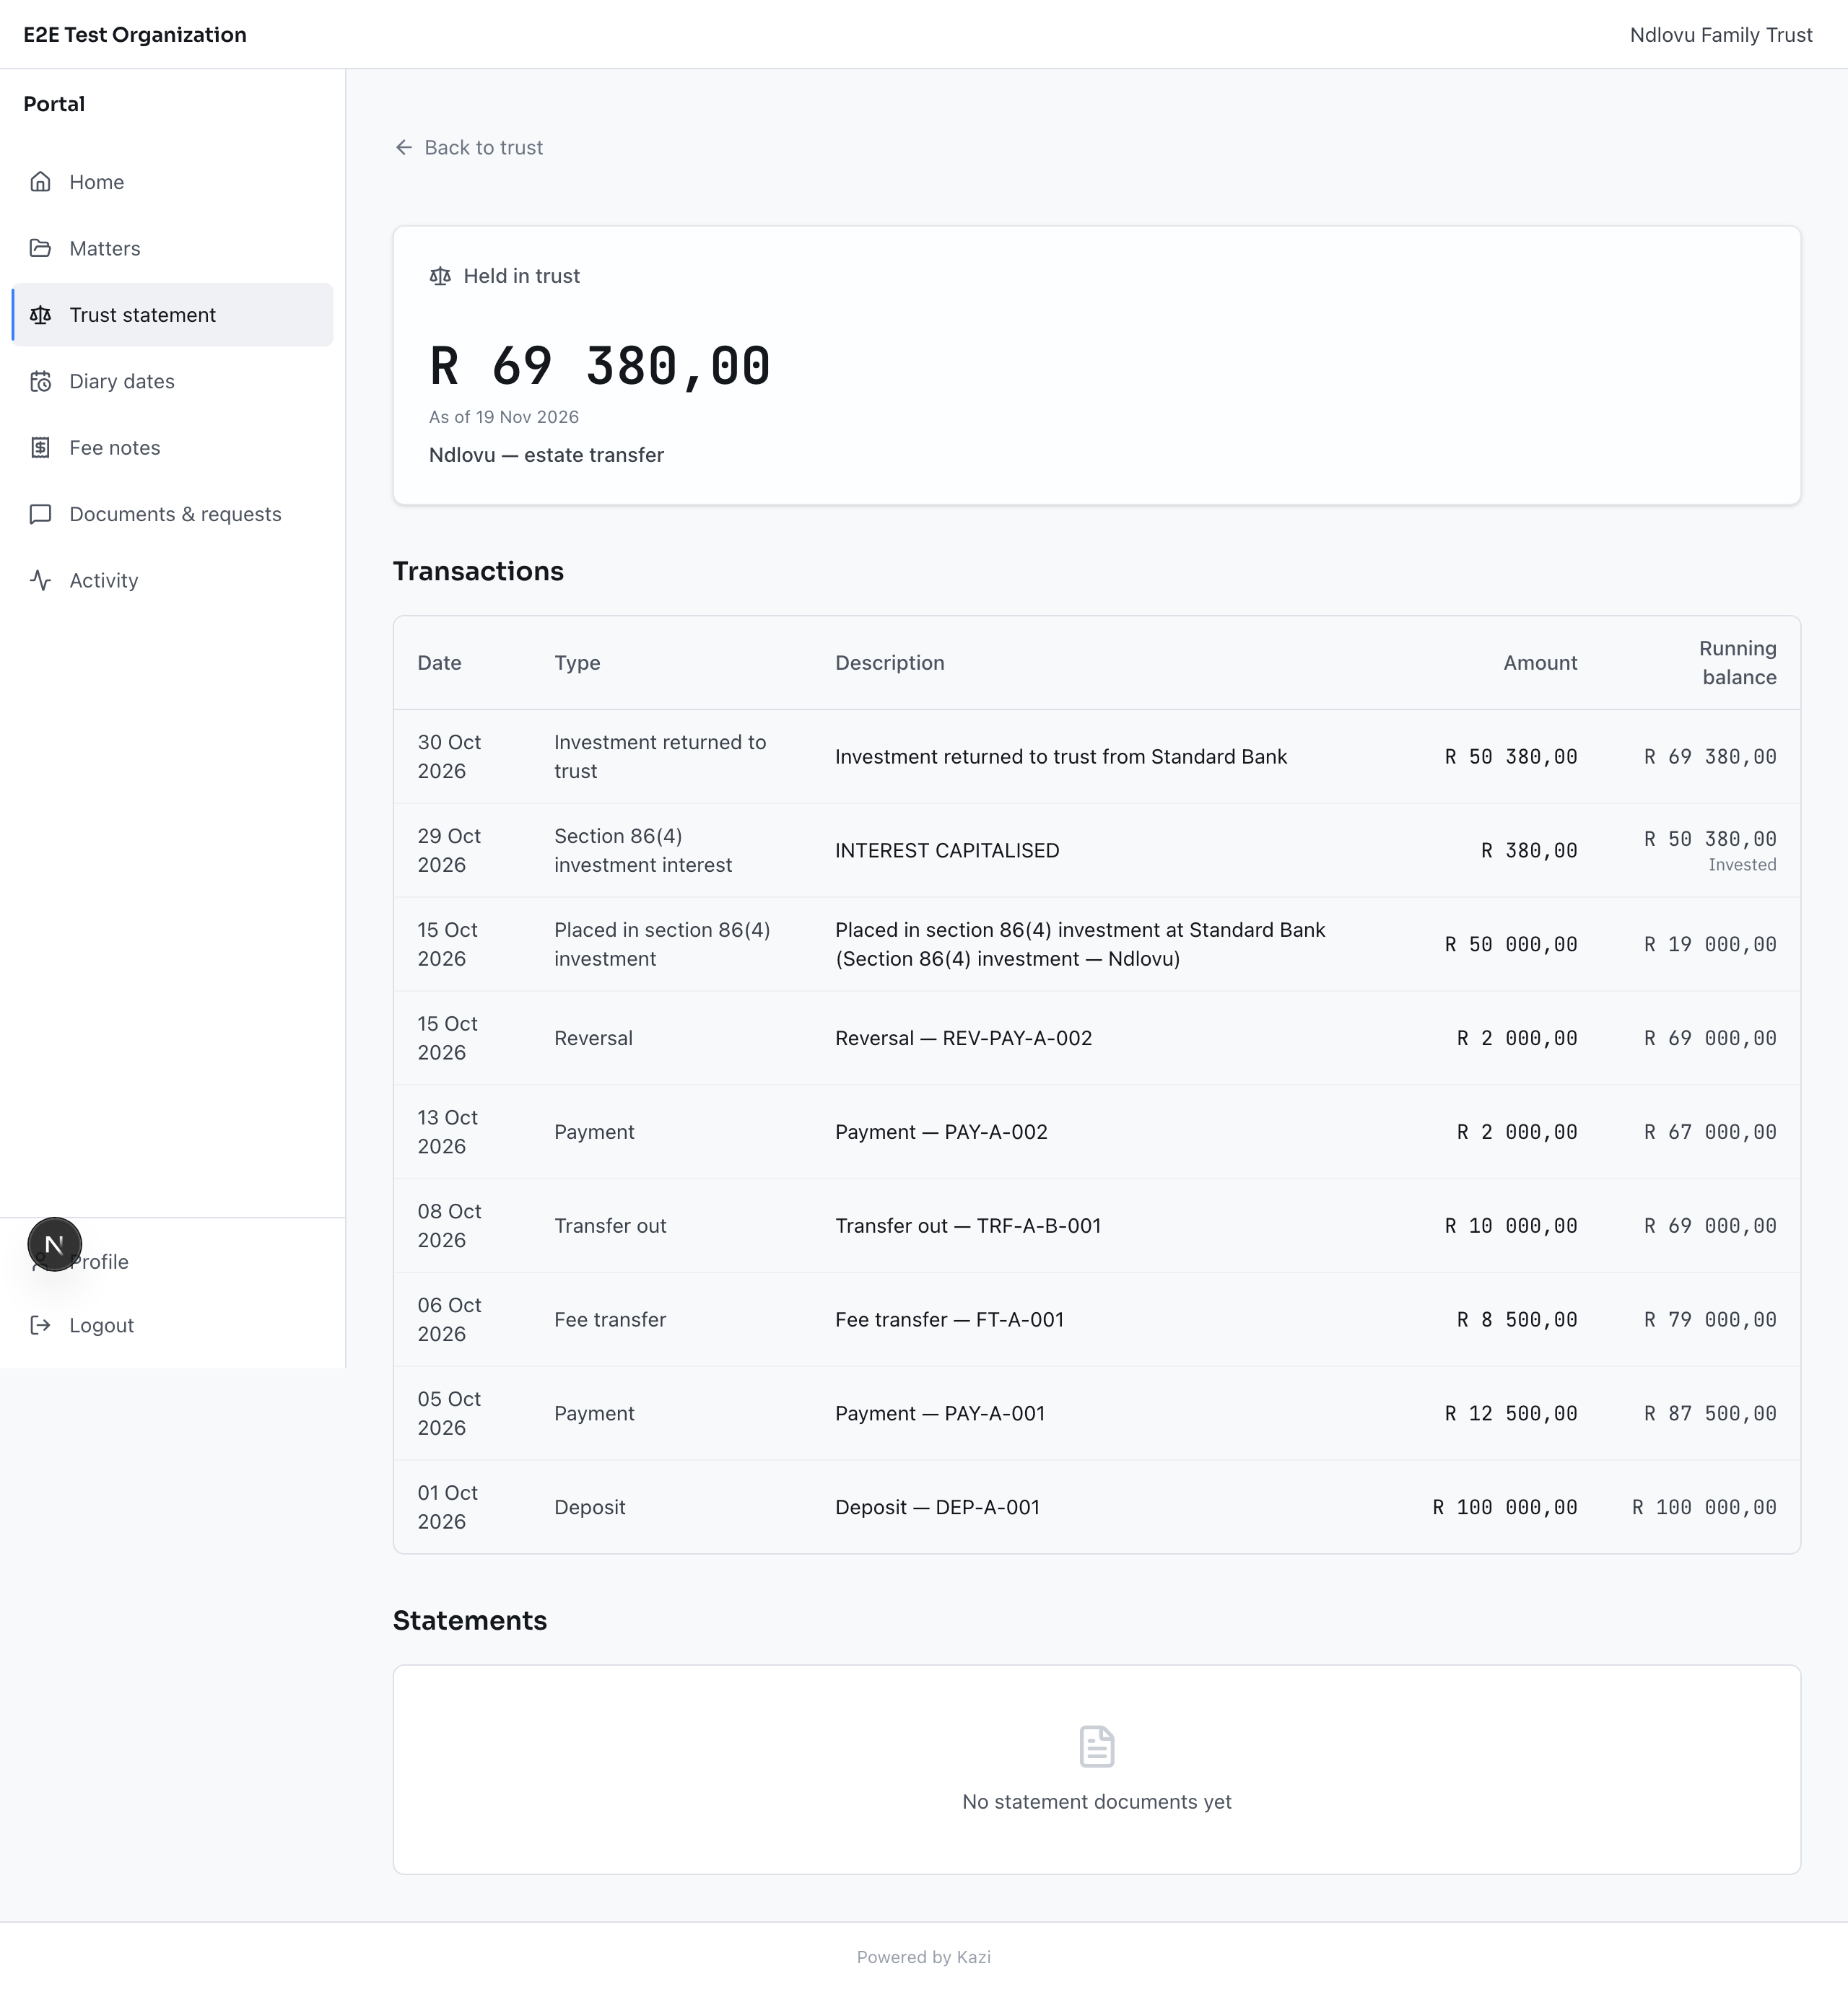 E2E Test Organization
Ndlovu Family Trust
Portal
Home
Matters
Trust statement
Diary dates
Fee notes
Documents & requests
Activity
N
Profile
Logout
Back to trust
Held in trust
R 69 380,00
As of 19 Nov 2026
Ndlovu — estate transfer
Transactions
Date Type Description Amount Running
balance
30 Oct
2026
Investment returned to
trust
Investment returned to trust from Standard Bank
R 50 380,00
R 69 380,00
29 Oct
2026
Section 86(4)
investment interest
INTEREST CAPITALISED
R 380,00
R 50 380,00
Invested
15 Oct
2026
Placed in section 86(4)
investment
Placed in section 86(4) investment at Standard Bank
(Section 86(4) investment — Ndlovu)
R 50 000,00
R 19 000,00
15 Oct
2026
Reversal
Reversal — REV-PAY-A-002
R 2 000,00
R 69 000,00
13 Oct
2026
Payment
Payment — PAY-A-002
R 2 000,00
R 67 000,00
08 Oct
2026
Transfer out
Transfer out — TRF-A-B-001
R 10 000,00
R 69 000,00
06 Oct
2026
Fee transfer
Fee transfer — FT-A-001
R 8 500,00
R 79 000,00
05 Oct
2026
Payment
Payment — PAY-A-001
R 12 500,00
R 87 500,00
01 Oct
2026
Deposit
Deposit — DEP-A-001
R 100 000,00
R 100 000,00
Statements
No statement documents yet
Powered by Kazi